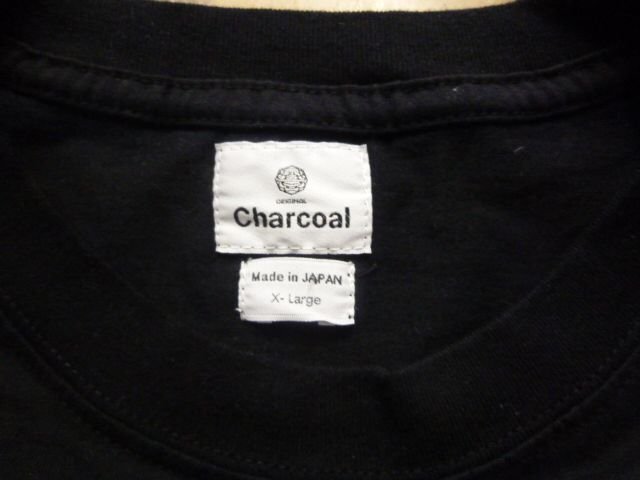 ORIGINAL
Charcoal
Made in JAPAN
X- Large